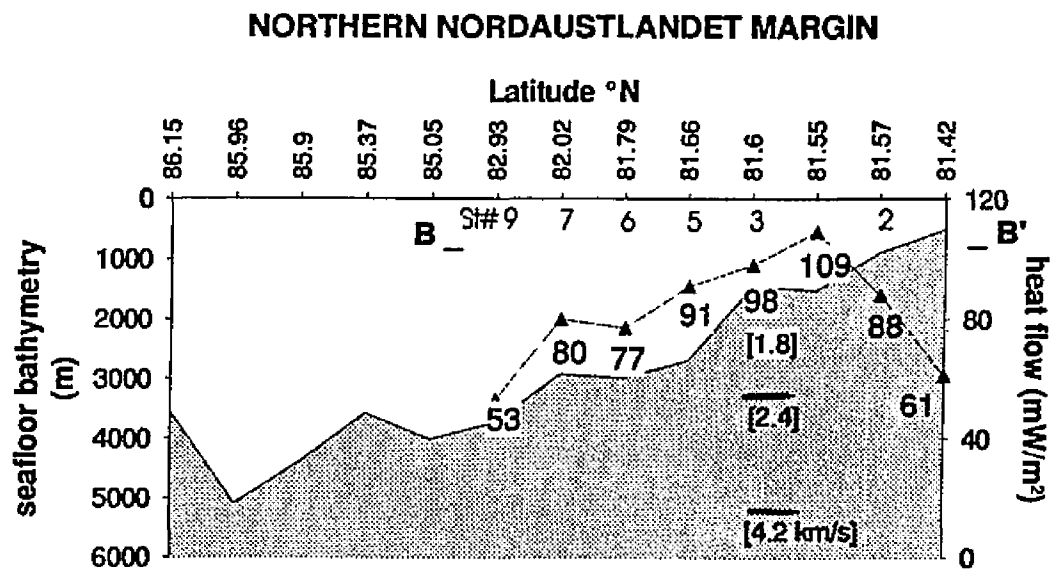 NORTHERN NORDAUSTLANDET MARGIN
Latitude °N
86.15 85.96 85.9 85.37 85.05 82.93 82.02 81.79 81.66 81.6 81.55 81.57 81.42
0 120
B _ St# 9 7 6 5 3 2 _ B'
1000
109
2000 98 88 80
91
80 77 [1.8]
3000
61
53 [2.4]
4000 40
5000
[4.2 km/s]
6000 0
seafloor bathymetry
(m)
heat flow (mW/m²)